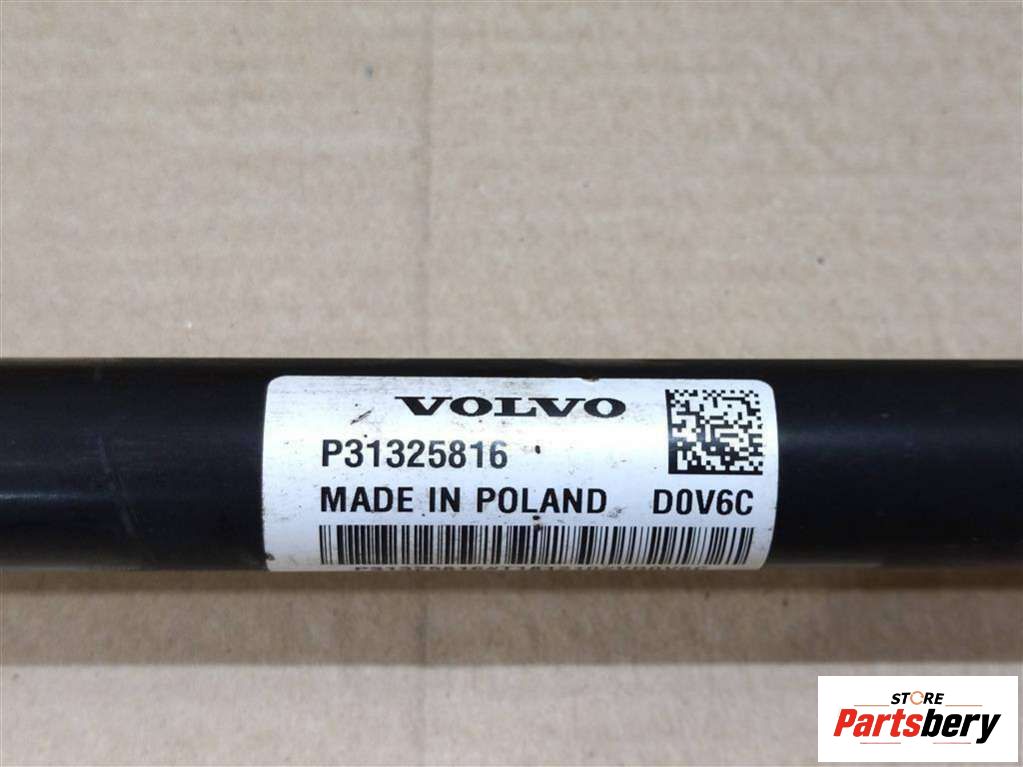 VOLVO
P31325816
MADE IN POLAND D0V6C
STORE
Partsbery